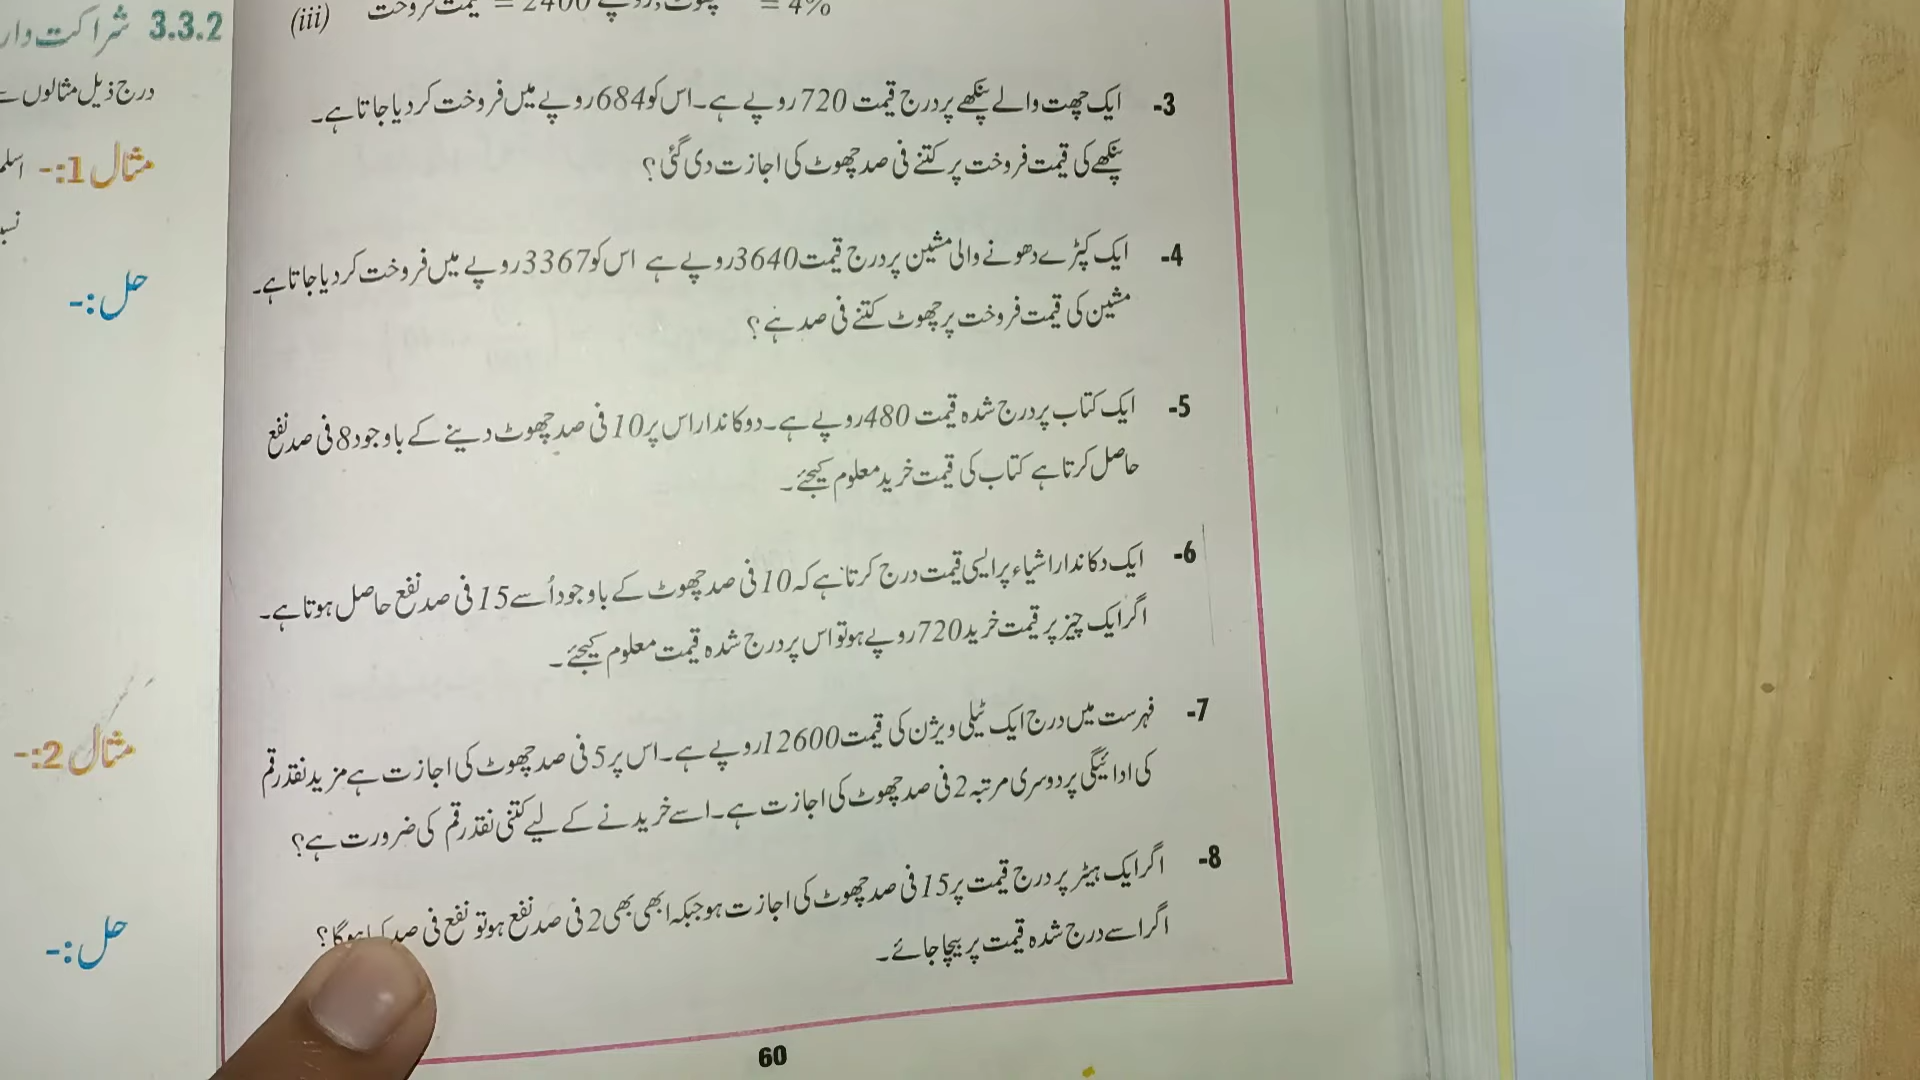 3.3.2 شراکت دار
درج ذیل مثالوں سے
مثال 1:-
حل:-
مثال 2:-
حل:-
(iii) قیمت فروخت = 2400 روپے، چھوٹ = 4%
3- ایک چھت والے پنکھے پر درج قیمت 720 روپے ہے۔ اس کو 684 روپے میں فروخت کر دیا جاتا ہے۔
پنکھے کی قیمت فروخت پر کتنے فی صد چھوٹ کی اجازت دی گئی؟
4- ایک کپڑے دھونے والی مشین پر درج قیمت 3640 روپے ہے اس کو 3367 روپے میں فروخت کر دیا جاتا ہے۔
مشین کی قیمت فروخت پر چھوٹ کتنے فی صد ہے؟
5- ایک کتاب پر درج شدہ قیمت 480 روپے ہے۔ دوکاندار اس پر 10 فی صد چھوٹ دینے کے باوجود 8 فی صد نفع
حاصل کرتا ہے کتاب کی قیمت خرید معلوم کیجئے۔
6- ایک دکاندار اشیاء پر ایسی قیمت درج کرتا ہے کہ 10 فی صد چھوٹ کے باوجود اُسے 15 فی صد نفع حاصل ہوتا ہے۔
اگر ایک چیز پر قیمت خرید 720 روپے ہو تو اس پر درج شدہ قیمت معلوم کیجئے۔
7- فہرست میں درج ایک ٹیلی ویژن کی قیمت 12600 روپے ہے۔ اس پر 5 فی صد چھوٹ کی اجازت ہے مزید نقد رقم
کی ادائیگی پر دوسری مرتبہ 2 فی صد چھوٹ کی اجازت ہے۔ اسے خریدنے کے لیے کتنی نقد رقم کی ضرورت ہے؟
8- اگر ایک ہیٹر پر درج قیمت پر 15 فی صد چھوٹ کی اجازت ہو جبکہ ابھی بھی 2 فی صد نفع ہو تو نفع فی صد کیا ہوگا؟
اگر اسے درج شدہ قیمت پر بیچا جائے۔
60